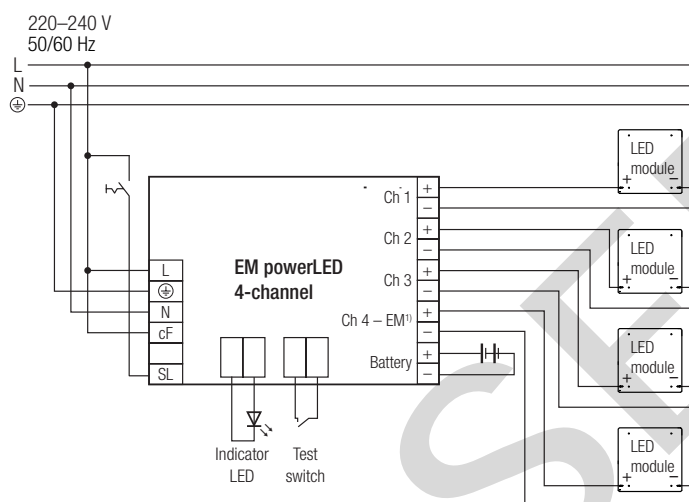 220–240 V
50/60 Hz
L
N
LED
module
+ −
Ch 1 + −
Ch 2 + −
LED
module
+ −
EM powerLED
4-channel
L
N
cF
SL
Ch 3 + −
Ch 4 – EM¹⁾ + −
Battery + −
LED
module
+ −
Indicator
LED
Test
switch
LED
module
+ −
SE